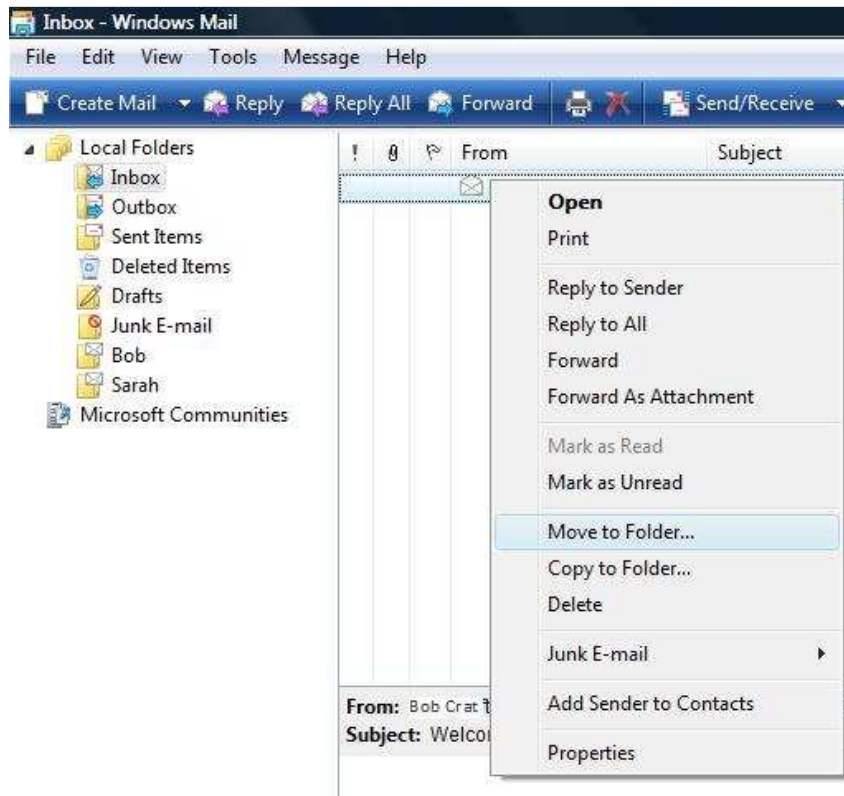 Inbox - Windows Mail
File Edit View Tools Message Help
Create Mail Reply Reply All Forward Send/Receive
Local Folders
Inbox
Outbox
Sent Items
Deleted Items
Drafts
Junk E-mail
Bob
Sarah
Microsoft Communities
! From Subject
Open
Print
Reply to Sender
Reply to All
Forward
Forward As Attachment
Mark as Read
Mark as Unread
Move to Folder...
Copy to Folder...
Delete
Junk E-mail
Add Sender to Contacts
Properties
From: Bob Crat
Subject: Welco